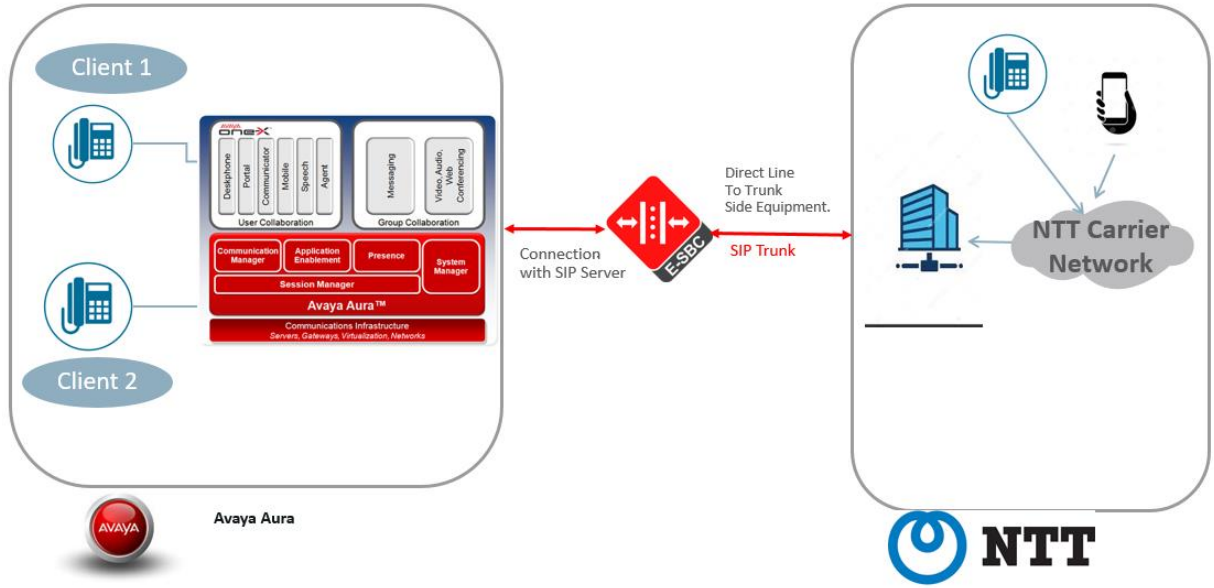 Client 1
AVAYA
one-X
Deskphone
Portal
Communicator
Mobile
Speech
Agent
User Collaboration
Messaging
Video, Audio,
Web
Conferencing
Group Collaboration
Communication
Manager
Application
Enablement
Presence
System
Manager
Session Manager
Avaya Aura™
Communications Infrastructure
Servers, Gateways, Virtualization, Networks
Client 2
Connection
with SIP Server
E-SBC
Direct Line
To Trunk
Side Equipment.
SIP Trunk
NTT Carrier
Network
AVAYA
Avaya Aura
NTT